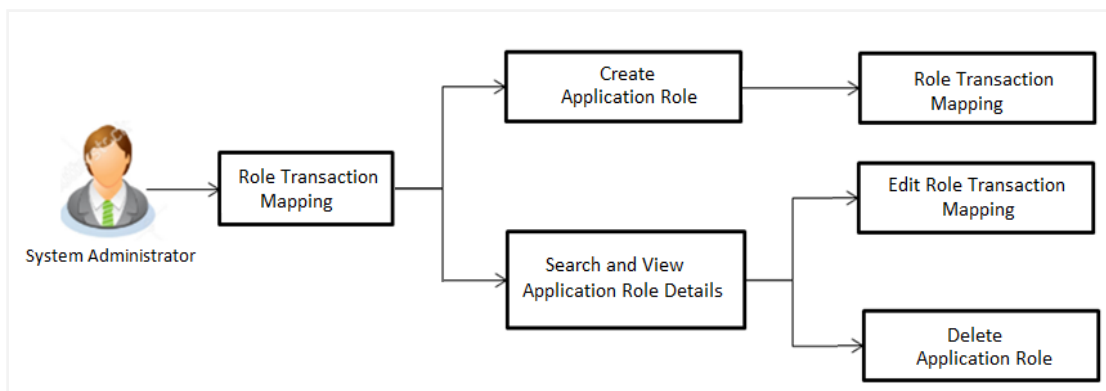 Create
Application Role
Role Transaction
Mapping
Role Transaction
Mapping
System Administrator
Edit Role Transaction
Mapping
Search and View
Application Role Details
Delete
Application Role